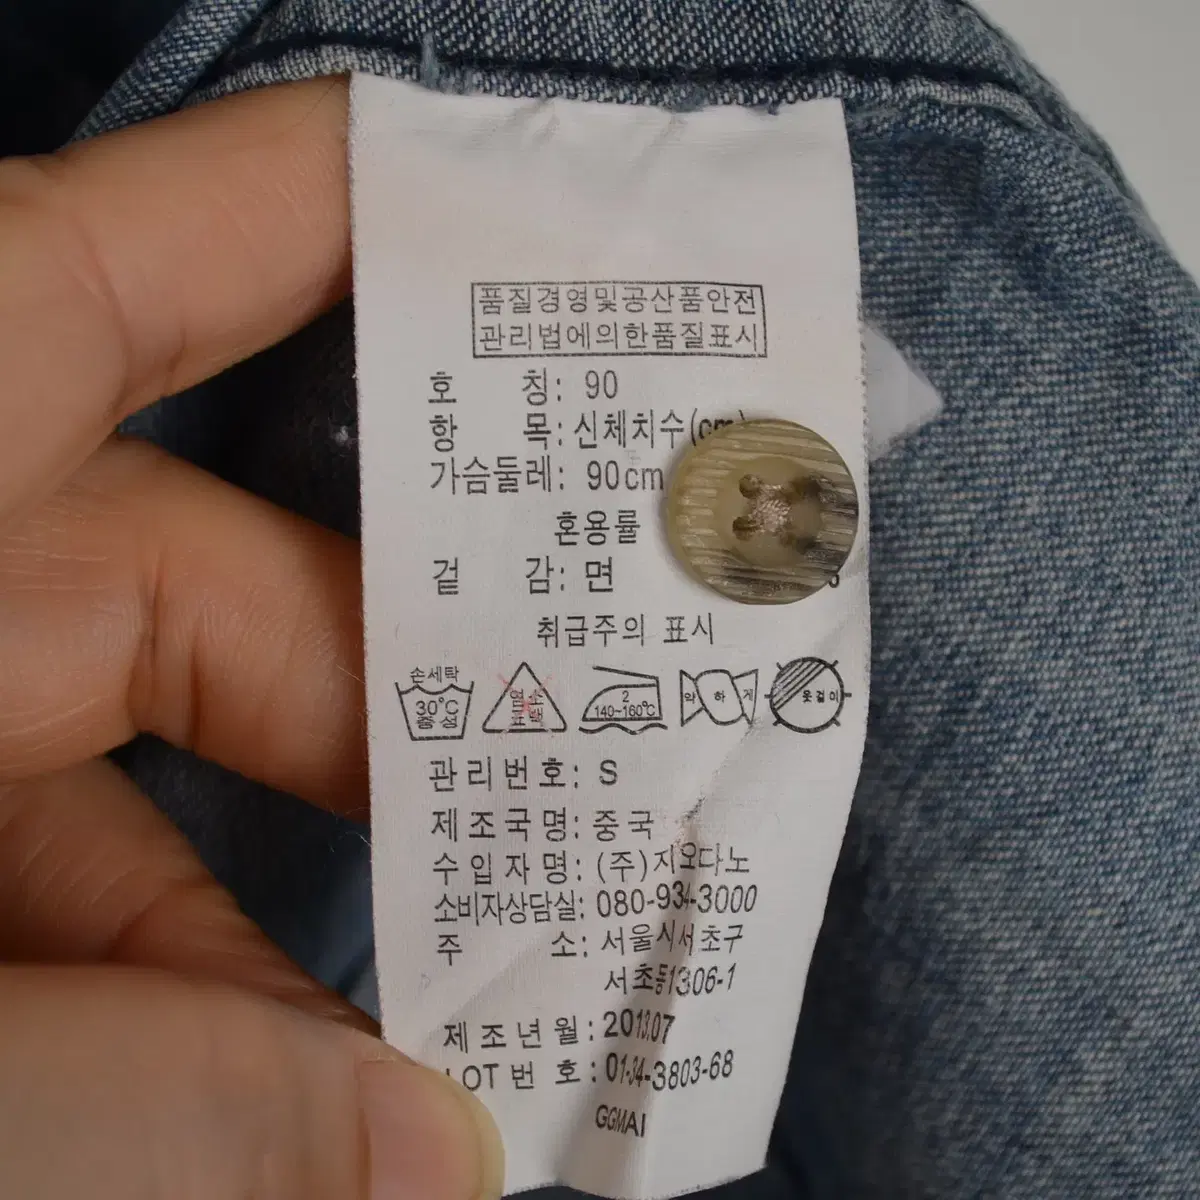 품질경영및공산품안전
관리법에의한품질표시
호 칭: 90
항 목: 신체치수(cm)
가슴둘레: 90cm
혼용률
겉 감: 면
취급주의 표시
손세탁
30℃
중성
염소
표백
2
140~160℃
약 하 게
옷걸이
관리번호: S
제조국명: 중국
수입자명: (주)지오다노
소비자상담실: 080-934-3000
주 소: 서울시서초구
서초동1306-1
제조년월: 2013.07
LOT 번호: 01-34-3803-68
GGMAI